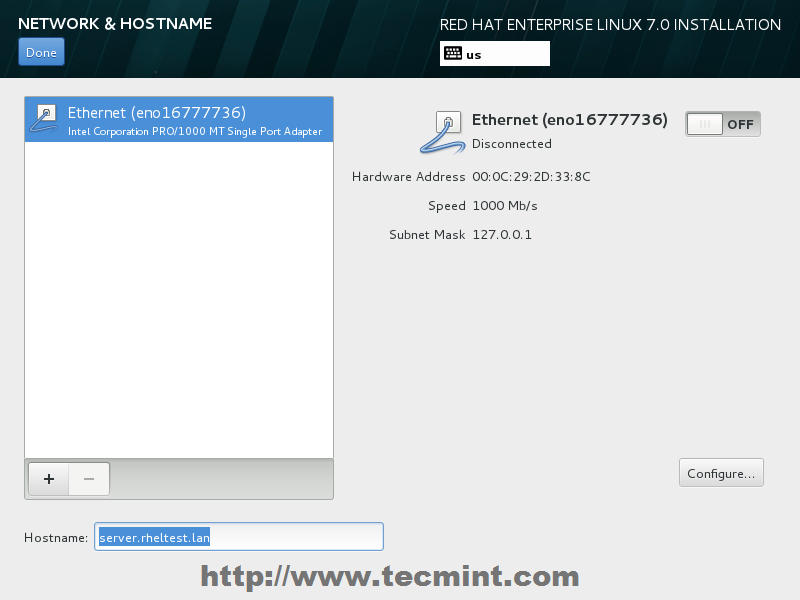 NETWORK & HOSTNAME
RED HAT ENTERPRISE LINUX 7.0 INSTALLATION
Done
us
Ethernet (eno16777736)
Intel Corporation PRO/1000 MT Single Port Adapter
Ethernet (eno16777736)
Disconnected
OFF
Hardware Address 00:0C:29:2D:33:8C
Speed 1000 Mb/s
Subnet Mask 127.0.0.1
+ −
Configure...
Hostname: server.rheltest.lan
http://www.tecmint.com